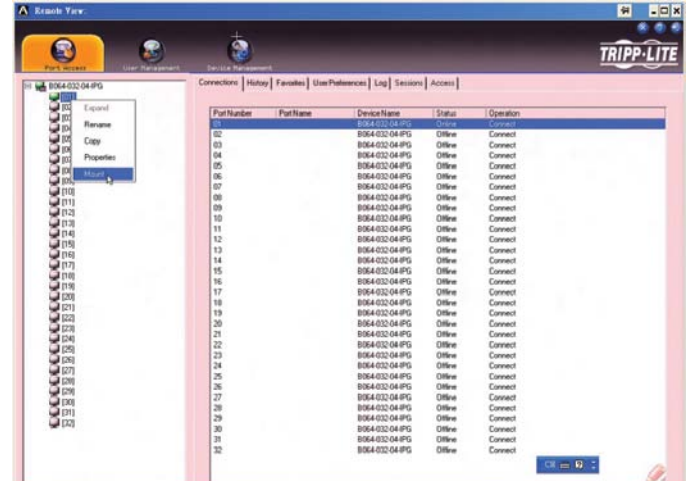 Remote View:
Port Access
User Management
Device Management
TRIPP·LITE
B064-032-04-IPG
[01]
[02
[03
[04
[05
[06
[07
[08
[09]
[10]
[11]
[12]
[13]
[14]
[15]
[16]
[17]
[18]
[19]
[20]
[21]
[22]
[23]
[24]
[25]
[26]
[27]
[28]
[29]
[30]
[31]
[32]
Expand
Rename
Copy
Properties
Mount
Connections History Favorites User Preferences Log Sessions Access
Port Number Port Name Device Name Status Operation
01 B064-032-04-IPG Online Connect
02 B064-032-04-IPG Offline Connect
03 B064-032-04-IPG Offline Connect
04 B064-032-04-IPG Offline Connect
05 B064-032-04-IPG Offline Connect
06 B064-032-04-IPG Offline Connect
07 B064-032-04-IPG Offline Connect
08 B064-032-04-IPG Offline Connect
09 B064-032-04-IPG Offline Connect
10 B064-032-04-IPG Offline Connect
11 B064-032-04-IPG Offline Connect
12 B064-032-04-IPG Offline Connect
13 B064-032-04-IPG Offline Connect
14 B064-032-04-IPG Offline Connect
15 B064-032-04-IPG Offline Connect
16 B064-032-04-IPG Offline Connect
17 B064-032-04-IPG Offline Connect
18 B064-032-04-IPG Offline Connect
19 B064-032-04-IPG Offline Connect
20 B064-032-04-IPG Offline Connect
21 B064-032-04-IPG Offline Connect
22 B064-032-04-IPG Offline Connect
23 B064-032-04-IPG Offline Connect
24 B064-032-04-IPG Offline Connect
25 B064-032-04-IPG Offline Connect
26 B064-032-04-IPG Offline Connect
27 B064-032-04-IPG Offline Connect
28 B064-032-04-IPG Offline Connect
29 B064-032-04-IPG Offline Connect
30 B064-032-04-IPG Offline Connect
31 B064-032-04-IPG Offline Connect
32 B064-032-04-IPG Offline Connect
CH